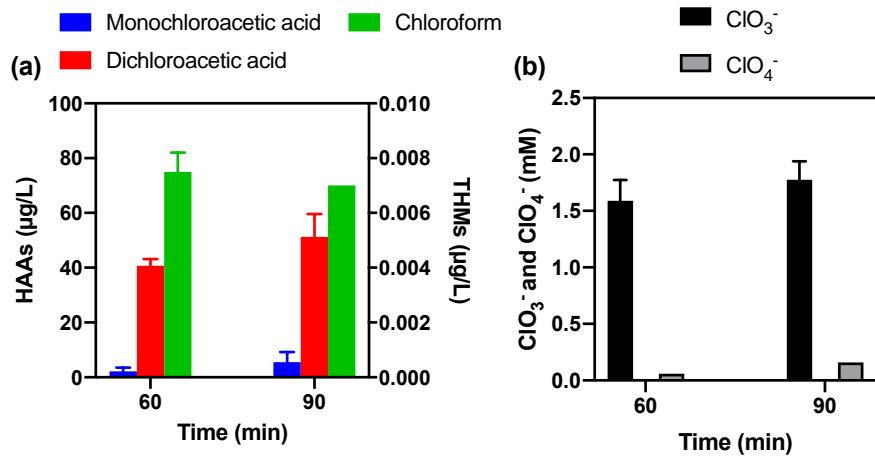 Monochloroacetic acid
Chloroform
Dichloroacetic acid
(a)
HAAs (µg/L)
100
80
60
40
20
0
0.010
0.008
0.006
0.004
0.002
0.000
THMs (µg/L)
60
90
Time (min)
ClO₃⁻
ClO₄⁻
(b)
ClO₃⁻ and ClO₄⁻ (mM)
2.5
2.0
1.5
1.0
0.5
0.0
60
90
Time (min)